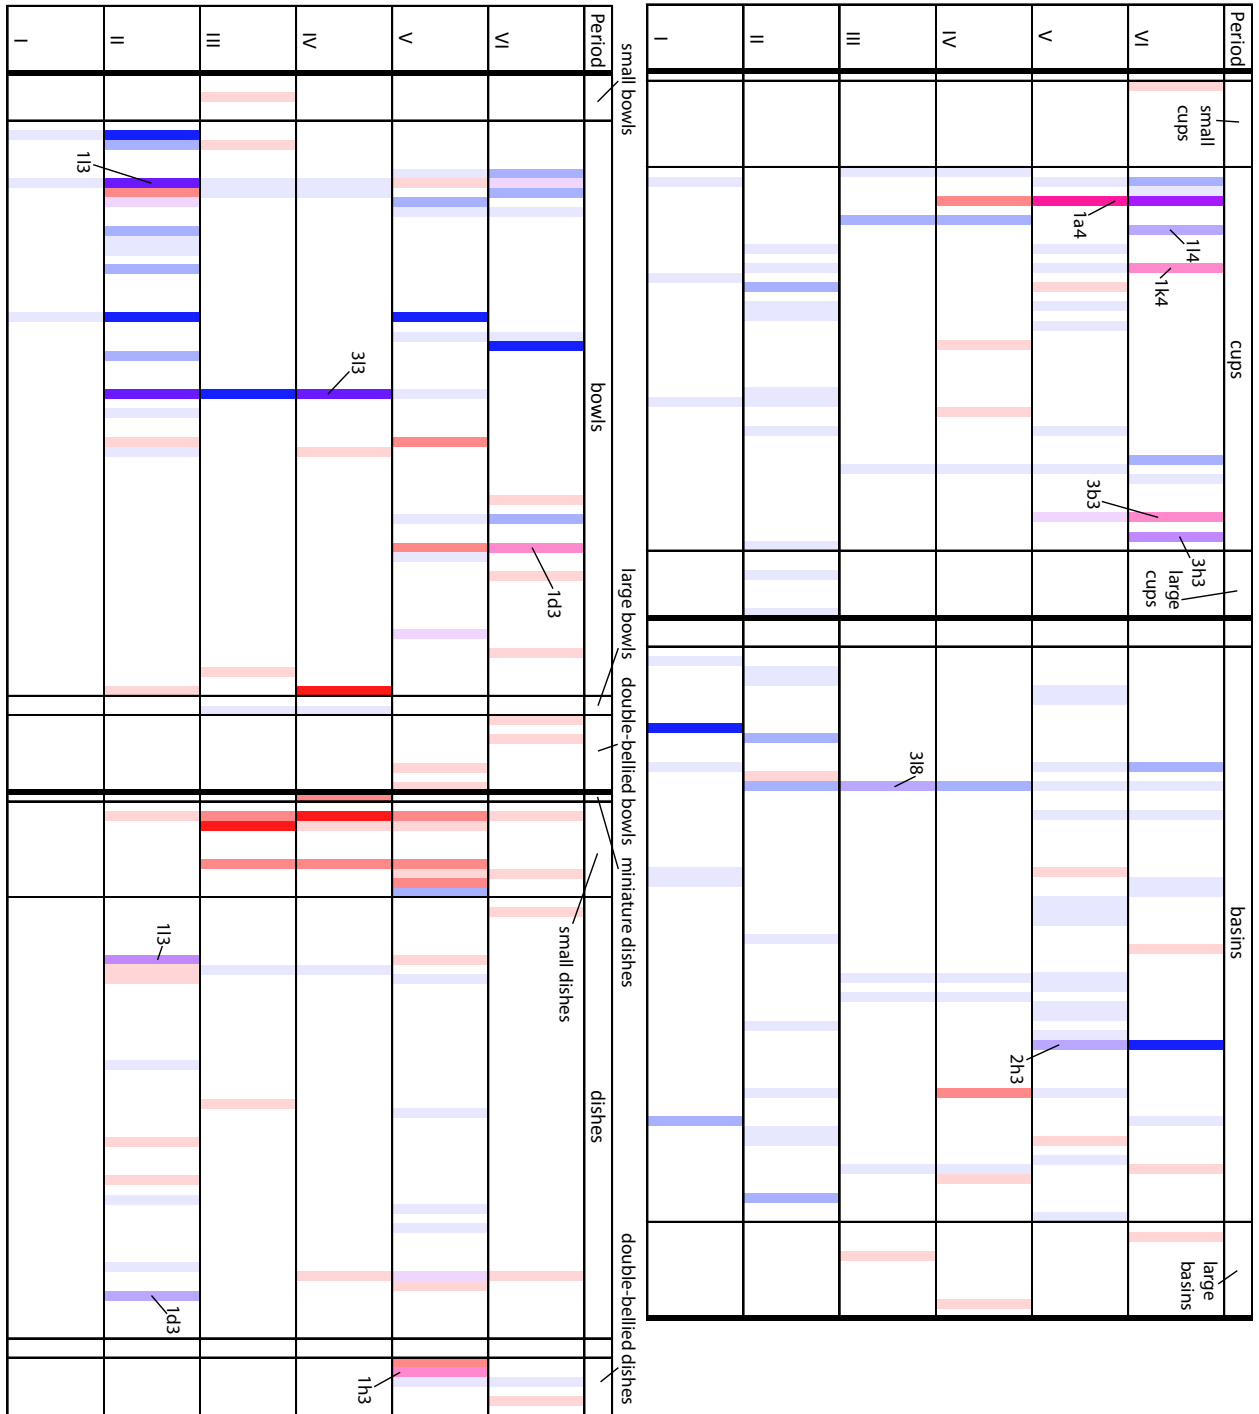 Period
cups
basins
small
cups
large
cups
large
basins
VI
1l4
1k4
3h3
V
1a4
3b3
2h3
IV
III
3l8
II
I
small bowls
large bowls
double-bellied bowls
miniature dishes
double-bellied dishes
Period
bowls
dishes
small dishes
VI
1d3
V
1h3
IV
3l3
III
II
1l3
1l3
1d3
I